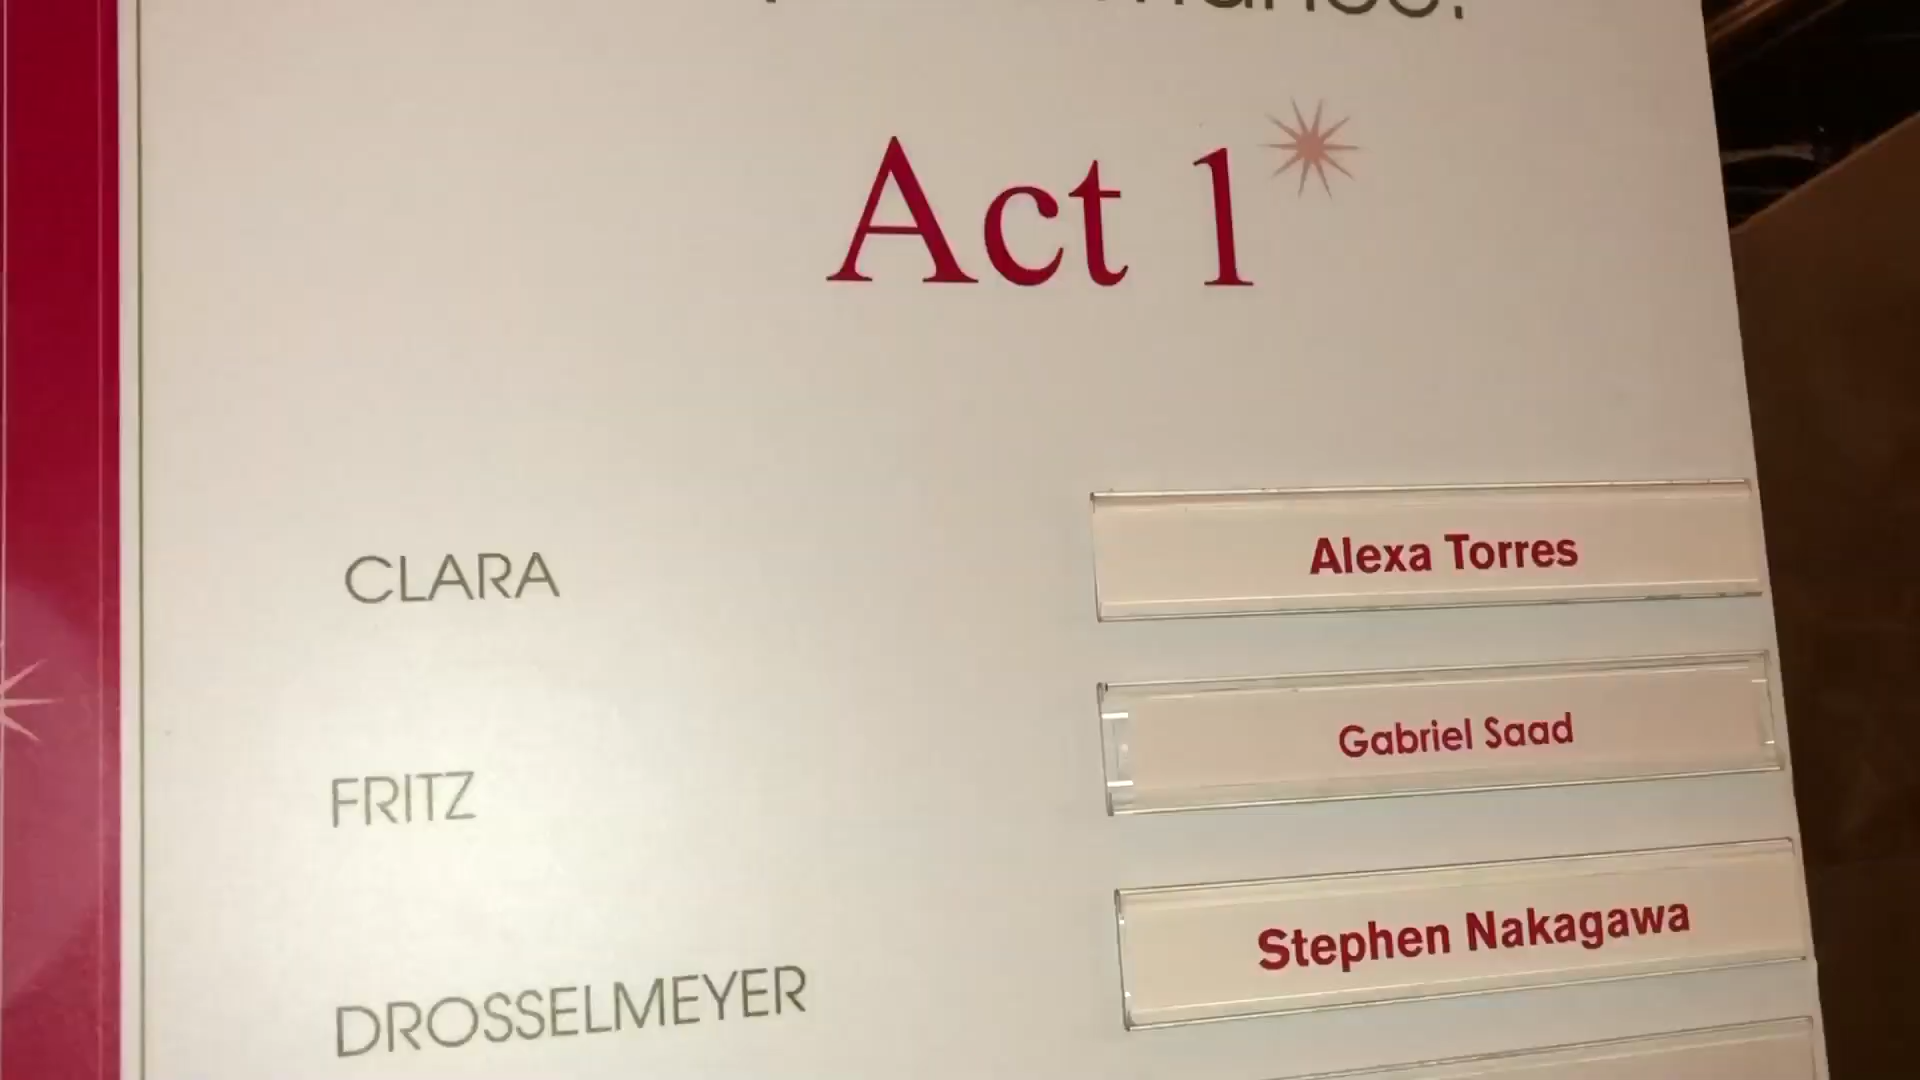 Act 1
CLARA Alexa Torres
FRITZ Gabriel Saad
DROSSELMEYER Stephen Nakagawa